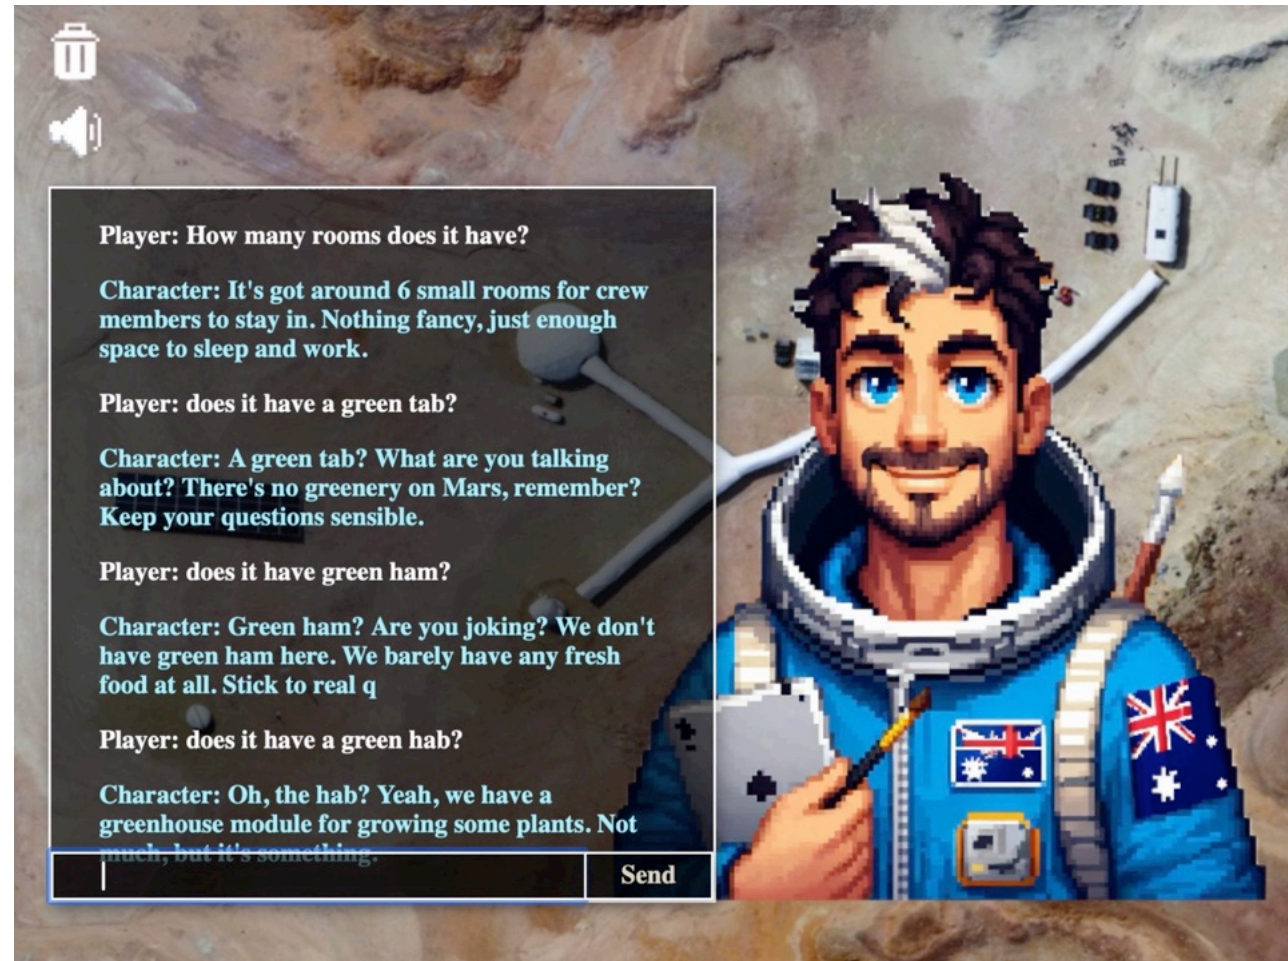 Player: How many rooms does it have?
Character: It's got around 6 small rooms for crew
members to stay in. Nothing fancy, just enough
space to sleep and work.
Player: does it have a green tab?
Character: A green tab? What are you talking
about? There's no greenery on Mars, remember?
Keep your questions sensible.
Player: does it have green ham?
Character: Green ham? Are you joking? We don't
have green ham here. We barely have any fresh
food at all. Stick to real q
Player: does it have a green hab?
Character: Oh, the hab? Yeah, we have a
greenhouse module for growing some plants. Not
much, but it's something.
Send